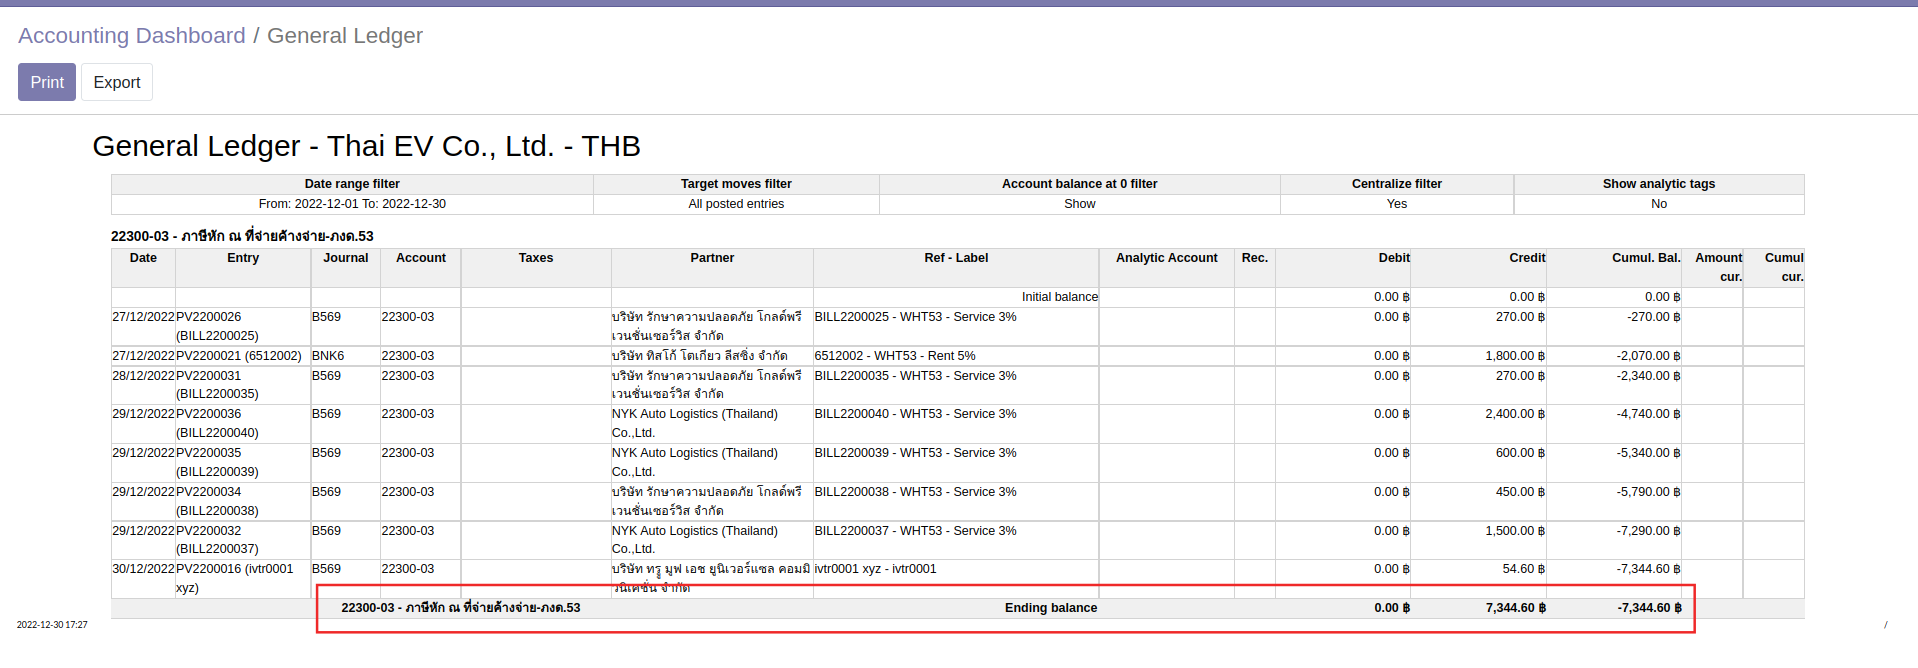 Accounting Dashboard / General Ledger
Print Export
General Ledger - Thai EV Co., Ltd. - THB
Date range filter Target moves filter Account balance at 0 filter Centralize filter Show analytic tags
From: 2022-12-01 To: 2022-12-30 All posted entries Show Yes No
22300-03 - ภาษีหัก ณ ที่จ่ายค้างจ่าย-ภงด.53
Date Entry Journal Account Taxes Partner Ref - Label Analytic Account Rec. Debit Credit Cumul. Bal. Amount Cumul
cur. cur.
Initial balance 0.00 ฿ 0.00 ฿ 0.00 ฿
27/12/2022 PV2200026 B569 22300-03 บริษัท รักษาความปลอดภัย โกลด์พรี BILL2200025 - WHT53 - Service 3% 0.00 ฿ 270.00 ฿ -270.00 ฿
(BILL2200025) เวนชั่นเซอร์วิส จำกัด
27/12/2022 PV2200021 (6512002) BNK6 22300-03 บริษัท ทิสโก้ โตเกียว ลีสซิ่ง จำกัด 6512002 - WHT53 - Rent 5% 0.00 ฿ 1,800.00 ฿ -2,070.00 ฿
28/12/2022 PV2200031 B569 22300-03 บริษัท รักษาความปลอดภัย โกลด์พรี BILL2200035 - WHT53 - Service 3% 0.00 ฿ 270.00 ฿ -2,340.00 ฿
(BILL2200035) เวนชั่นเซอร์วิส จำกัด
29/12/2022 PV2200036 B569 22300-03 NYK Auto Logistics (Thailand) BILL2200040 - WHT53 - Service 3% 0.00 ฿ 2,400.00 ฿ -4,740.00 ฿
(BILL2200040) Co.,Ltd.
29/12/2022 PV2200035 B569 22300-03 NYK Auto Logistics (Thailand) BILL2200039 - WHT53 - Service 3% 0.00 ฿ 600.00 ฿ -5,340.00 ฿
(BILL2200039) Co.,Ltd.
29/12/2022 PV2200034 B569 22300-03 บริษัท รักษาความปลอดภัย โกลด์พรี BILL2200038 - WHT53 - Service 3% 0.00 ฿ 450.00 ฿ -5,790.00 ฿
(BILL2200038) เวนชั่นเซอร์วิส จำกัด
29/12/2022 PV2200032 B569 22300-03 NYK Auto Logistics (Thailand) BILL2200037 - WHT53 - Service 3% 0.00 ฿ 1,500.00 ฿ -7,290.00 ฿
(BILL2200037) Co.,Ltd.
30/12/2022 PV2200016 (ivtr0001 B569 22300-03 บริษัท ทรู มูฟ เอช ยูนิเวอร์แซล คอมมิ ivtr0001 xyz - ivtr0001 0.00 ฿ 54.60 ฿ -7,344.60 ฿
xyz) วนิเคชั่น จำกัด
22300-03 - ภาษีหัก ณ ที่จ่ายค้างจ่าย-ภงด.53 Ending balance 0.00 ฿ 7,344.60 ฿ -7,344.60 ฿
2022-12-30 17:27 /